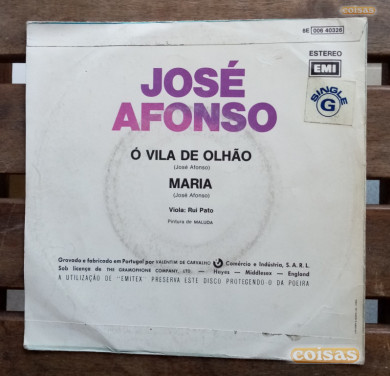 coisas
8E 006 40328
ESTEREO
EMI
SINGLE
G
JOSÉ
AFONSO
Ó VILA DE OLHÃO
(José Afonso)
MARIA
(José Afonso)
Viola: Rui Pato
Pintura de MALUDA
Gravado e fabricado em Portugal por VALENTIM DE CARVALHO Comércio e Indústria, S.A.R.L.
Sob licença de THE GRAMOPHONE COMPANY, LTD. — Hayes — Middlesex — England
A UTILIZAÇÃO DE "EMITEX" PRESERVA ESTE DISCO PROTEGENDO-O DA POEIRA
coisas